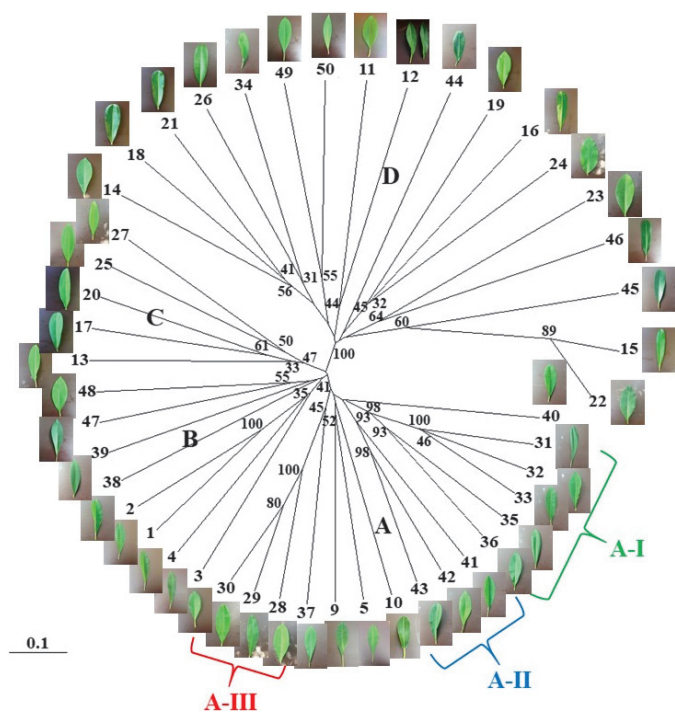 34 49 50 11 12 44
26 19
21 16
18 24
14 D 23
27 46
25 41 31 55 45
20 56 44 45 32
17 C 64 60 89
13 61 50 47 100 15
48 55 33 41 22
47 35 45 98 40
39 B 100 52 93 100 31
38 93 46 32
2 100 98 33
1 80 A 35 A-I
4 36
3 41
30 42
29 28 37 9 5 10 43
0.1
A-III A-II